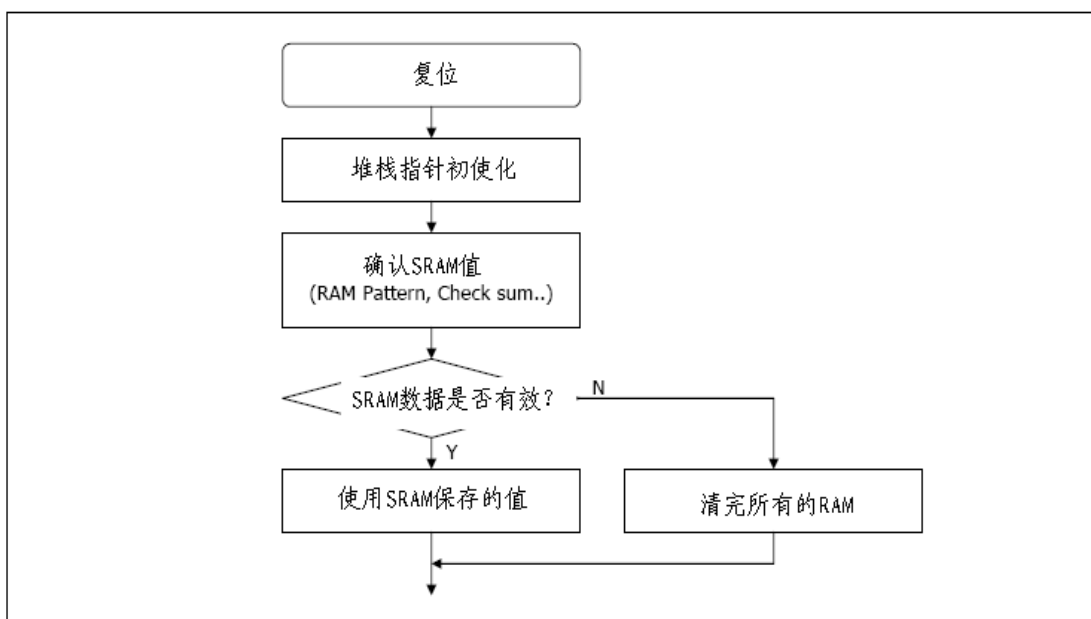 复位
堆栈指针初使化
确认SRAM值
(RAM Pattern, Check sum..)
SRAM数据是否有效?
N
Y
使用SRAM保存的值
清完所有的RAM